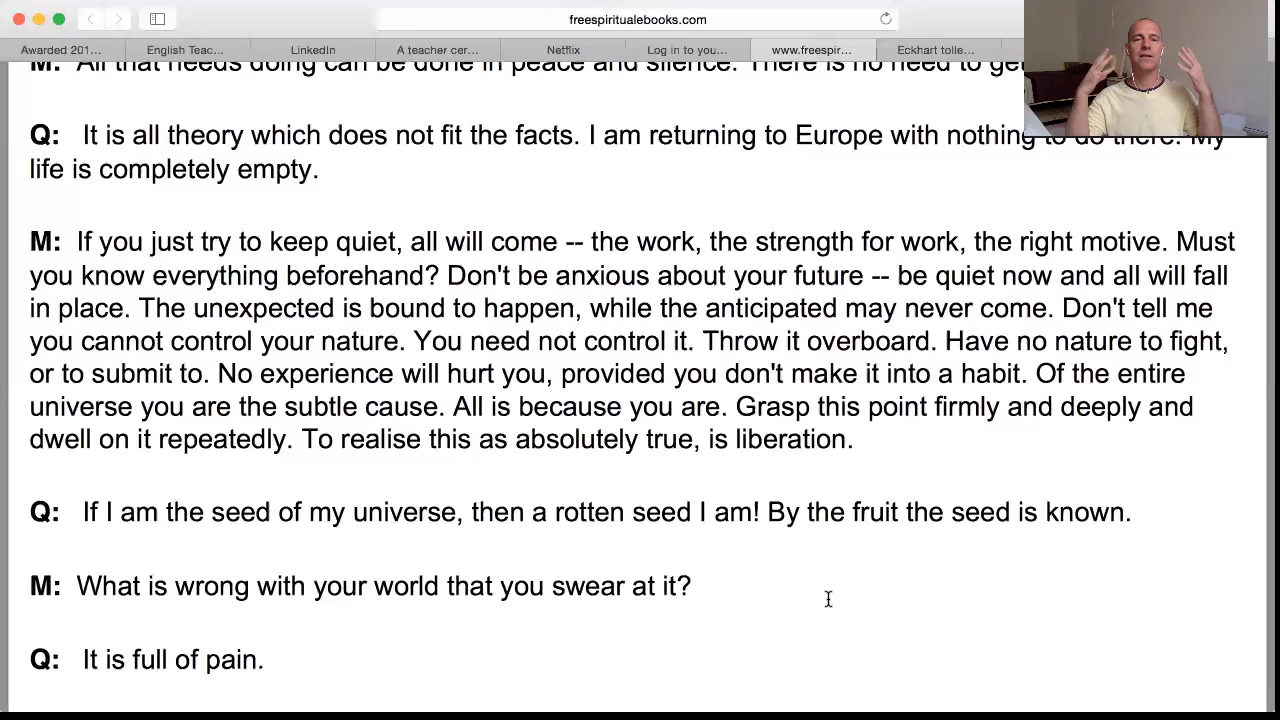 freespiritualebooks.com
Awarded 201...
English Teac...
LinkedIn
A teacher cer...
Netflix
Log in to you...
www.freespir...
Eckhart tolle...
M: All that needs doing can be done in peace and silence. There is no need to
Q: It is all theory which does not fit the facts. I am returning to Europe with nothing to do there. My
life is completely empty.
M: If you just try to keep quiet, all will come -- the work, the strength for work, the right motive. Must
you know everything beforehand? Don't be anxious about your future -- be quiet now and all will fall
in place. The unexpected is bound to happen, while the anticipated may never come. Don't tell me
you cannot control your nature. You need not control it. Throw it overboard. Have no nature to fight,
or to submit to. No experience will hurt you, provided you don't make it into a habit. Of the entire
universe you are the subtle cause. All is because you are. Grasp this point firmly and deeply and
dwell on it repeatedly. To realise this as absolutely true, is liberation.
Q: If I am the seed of my universe, then a rotten seed I am! By the fruit the seed is known.
M: What is wrong with your world that you swear at it?
Q: It is full of pain.